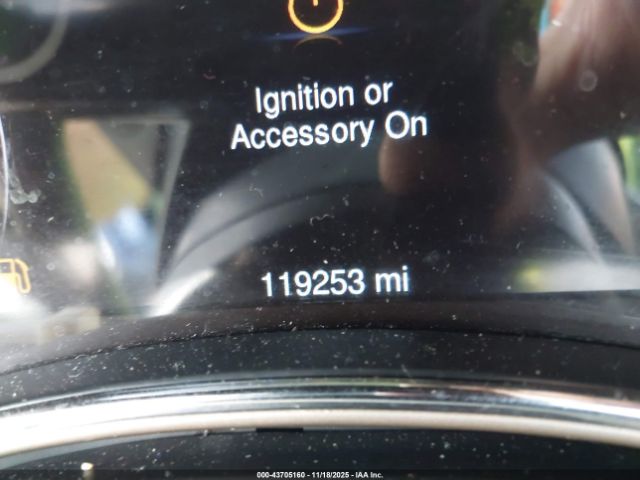 Ignition or
Accessory On
119253 mi
000-43705160 - 11/18/2025 - IAA Inc.